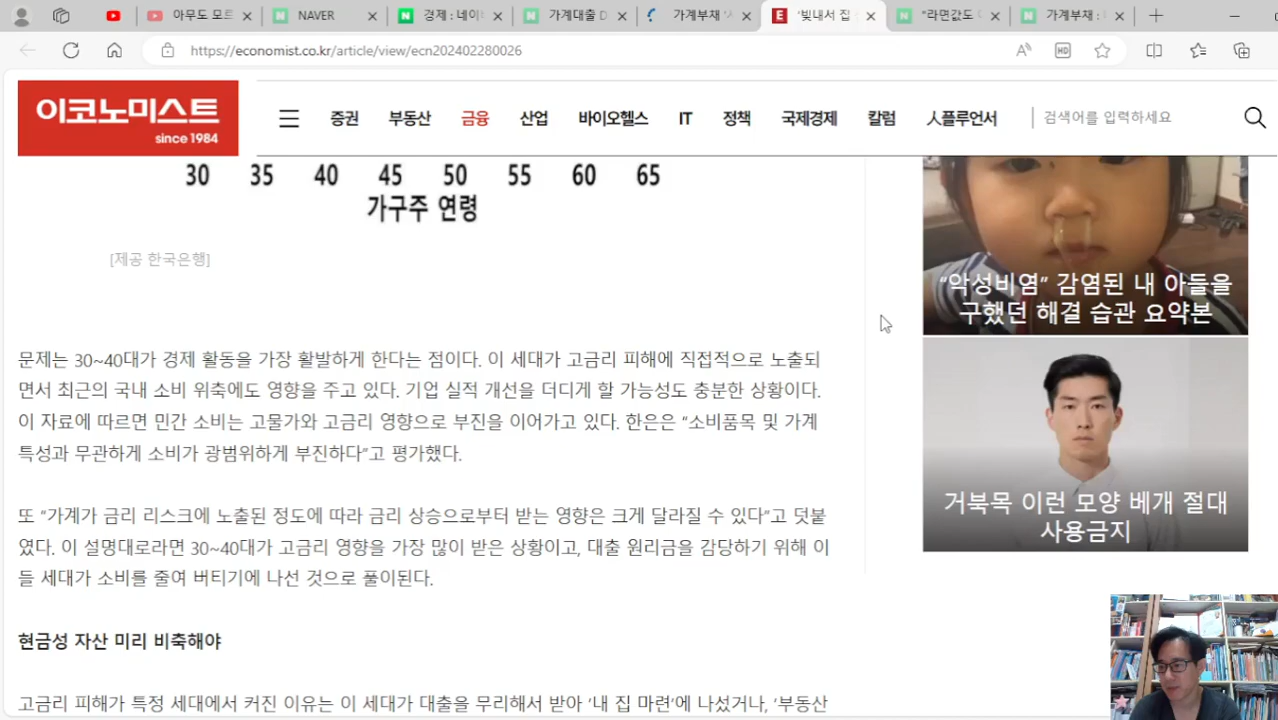 아무도 모르
NAVER
경제 : 네이
가계대출 D
가계부채 '
'빚내서 집
"라면값도
가계부채 :
https://economist.co.kr/article/view/ecn202402280026
이코노미스트
since 1984
증권 부동산 금융 산업 바이오헬스 IT 정책 국제경제 칼럼 人플루언서 검색어를 입력하세요
30 35 40 45 50 55 60 65
가구주 연령
[제공 한국은행]
"악성비염" 감염된 내 아들을
구했던 해결 습관 요약본
문제는 30~40대가 경제 활동을 가장 활발하게 한다는 점이다. 이 세대가 고금리 피해에 직접적으로 노출되
면서 최근의 국내 소비 위축에도 영향을 주고 있다. 기업 실적 개선을 더디게 할 가능성도 충분한 상황이다.
이 자료에 따르면 민간 소비는 고물가와 고금리 영향으로 부진을 이어가고 있다. 한은은 "소비품목 및 가계
특성과 무관하게 소비가 광범위하게 부진하다"고 평가했다.
거북목 이런 모양 베개 절대
사용금지
또 "가계가 금리 리스크에 노출된 정도에 따라 금리 상승으로부터 받는 영향은 크게 달라질 수 있다"고 덧붙
였다. 이 설명대로라면 30~40대가 고금리 영향을 가장 많이 받은 상황이고, 대출 원리금을 감당하기 위해 이
들 세대가 소비를 줄여 버티기에 나선 것으로 풀이된다.
현금성 자산 미리 비축해야
고금리 피해가 특정 세대에서 커진 이유는 이 세대가 대출을 무리해서 받아 '내 집 마련'에 나섰거나, '부동산